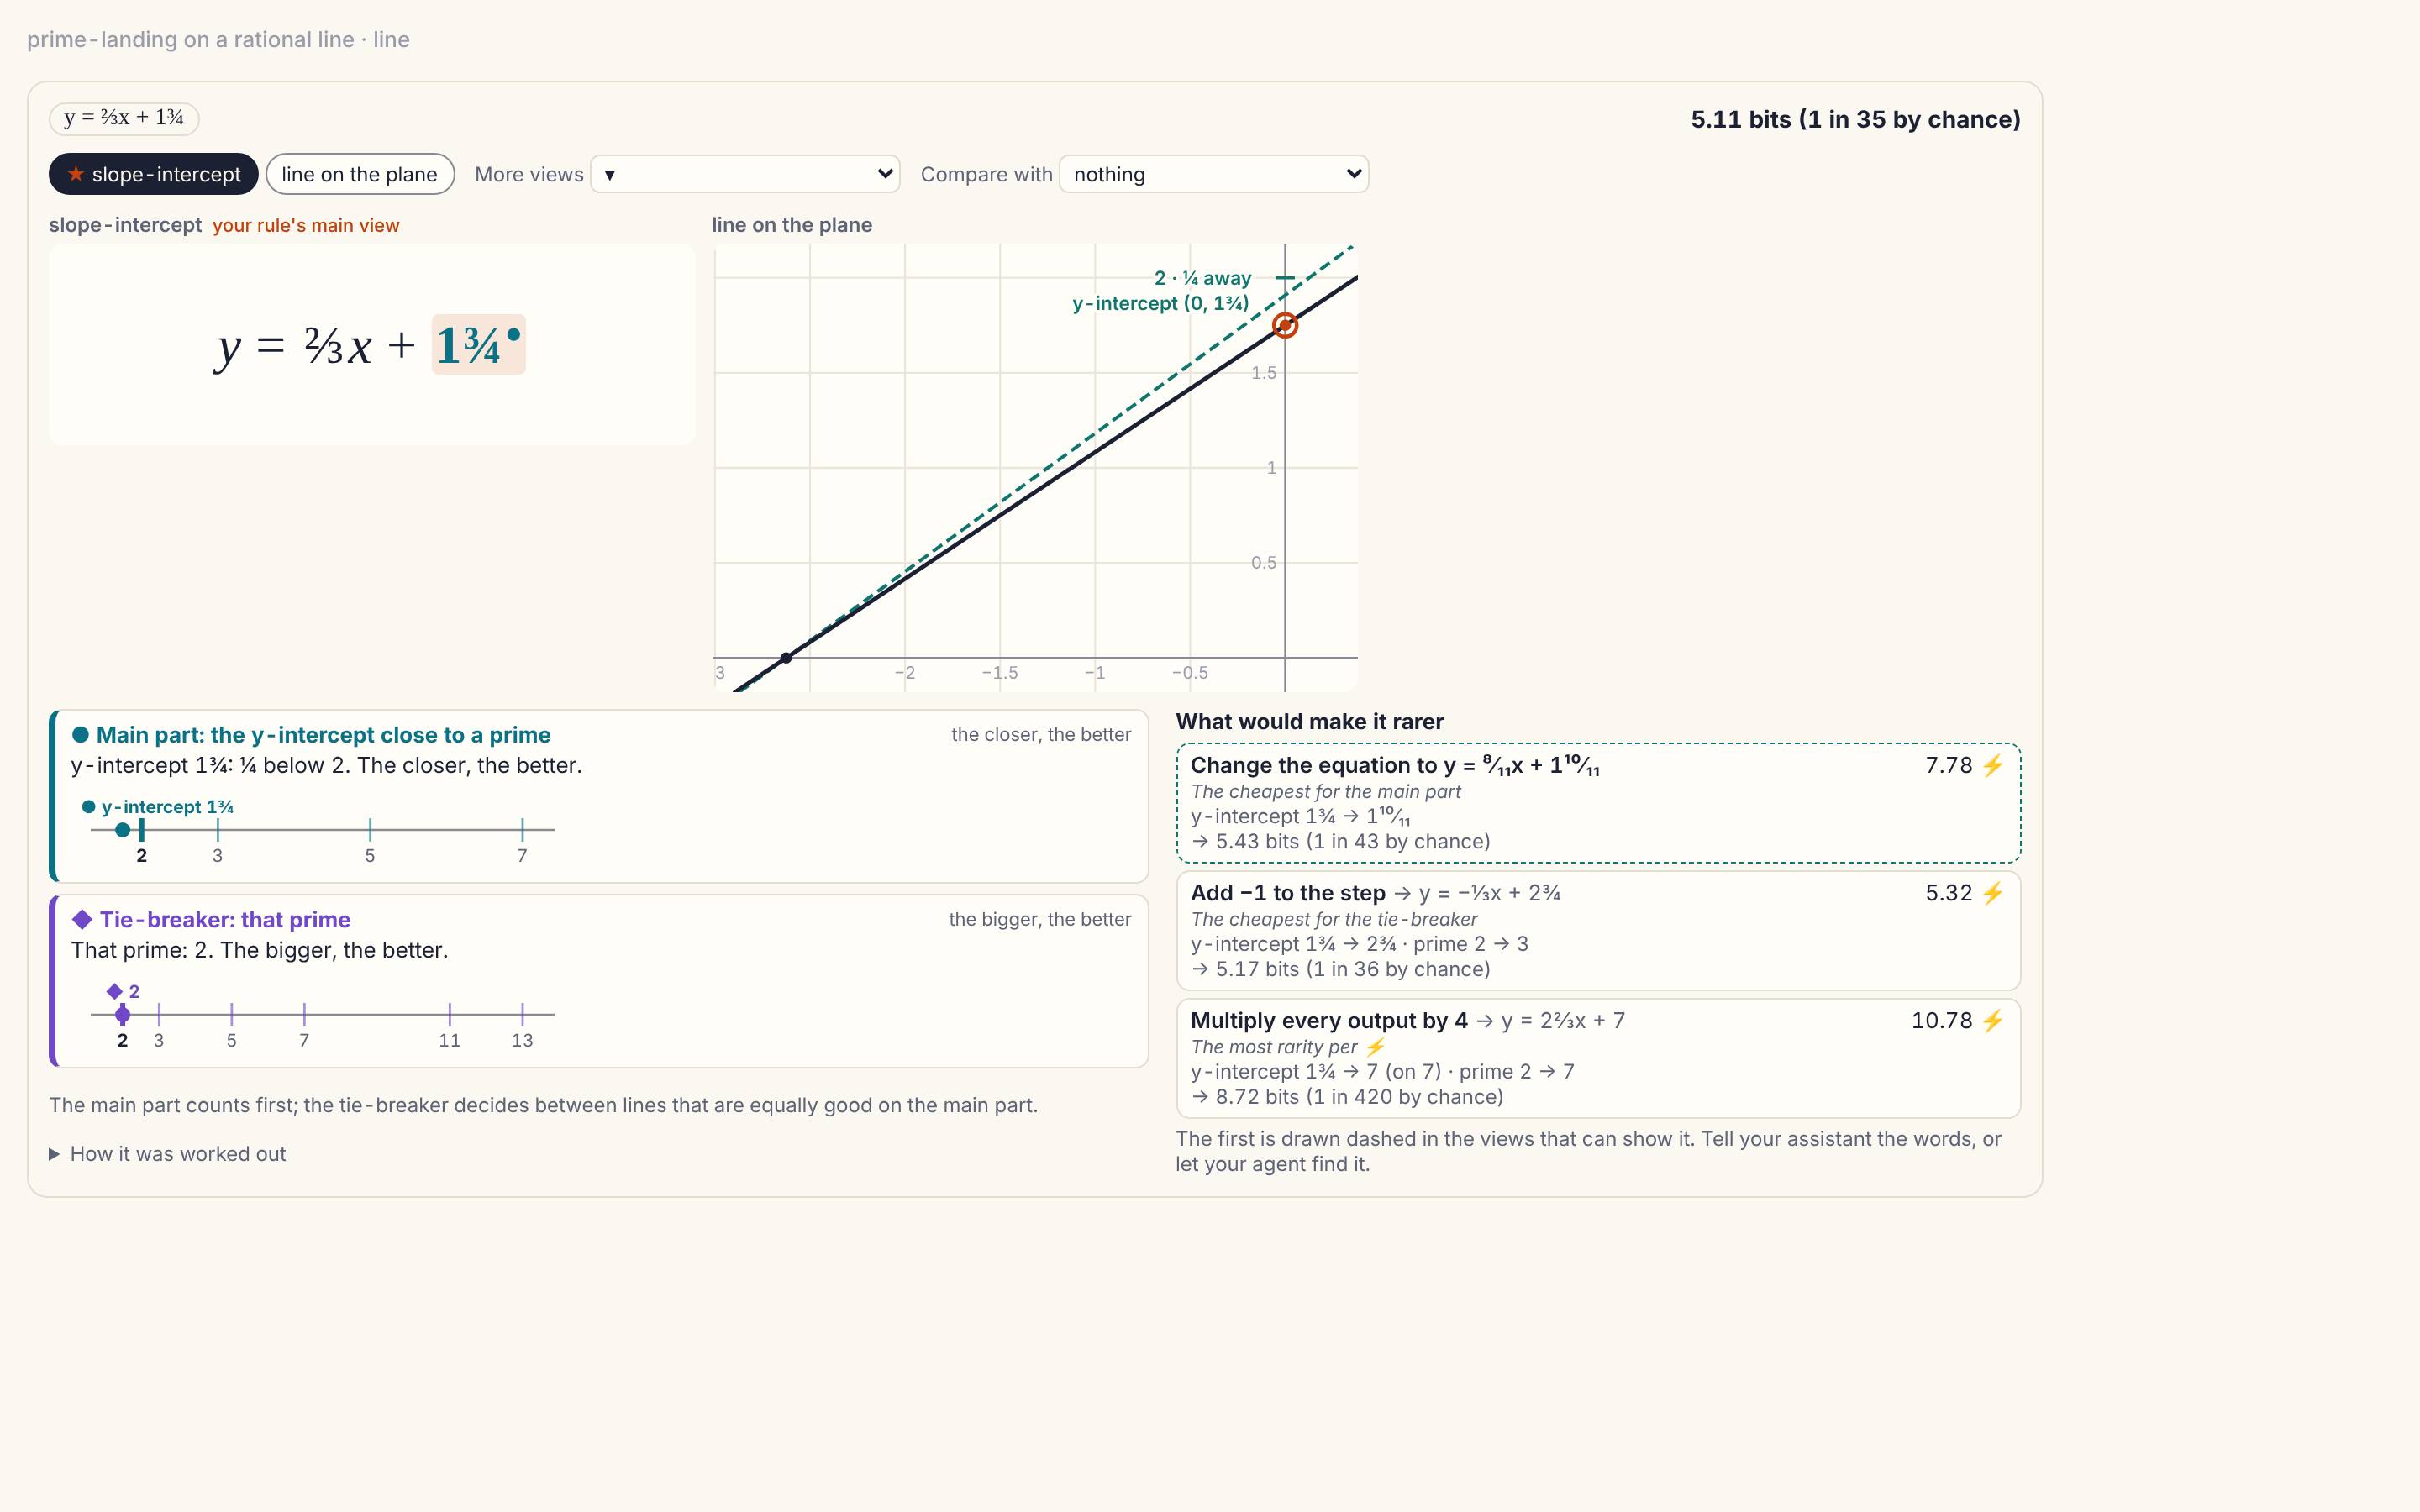 prime-landing on a rational line · line
y = ⅔x + 1¾
5.11 bits (1 in 35 by chance)
★ slope-intercept
line on the plane
More views ▾
Compare with nothing
slope-intercept your rule's main view
line on the plane
y = ⅔x + 1¾●
2 · ¼ away
y-intercept (0, 1¾)
1.5
1
0.5
3
−2
−1.5
−1
−0.5
● Main part: the y-intercept close to a prime
the closer, the better
y-intercept 1¾: ¼ below 2. The closer, the better.
● y-intercept 1¾
2 3 5 7
◆ Tie-breaker: that prime
the bigger, the better
That prime: 2. The bigger, the better.
◆ 2
2 3 5 7 11 13
The main part counts first; the tie-breaker decides between lines that are equally good on the main part.
▶ How it was worked out
What would make it rarer
Change the equation to y = ⁸⁄₁₁x + 1¹⁰⁄₁₁
7.78 ⚡
The cheapest for the main part
y-intercept 1¾ → 1¹⁰⁄₁₁
→ 5.43 bits (1 in 43 by chance)
Add −1 to the step → y = −⅓x + 2¾
5.32 ⚡
The cheapest for the tie-breaker
y-intercept 1¾ → 2¾ · prime 2 → 3
→ 5.17 bits (1 in 36 by chance)
Multiply every output by 4 → y = 2⅔x + 7
10.78 ⚡
The most rarity per ⚡
y-intercept 1¾ → 7 (on 7) · prime 2 → 7
→ 8.72 bits (1 in 420 by chance)
The first is drawn dashed in the views that can show it. Tell your assistant the words, or
let your agent find it.